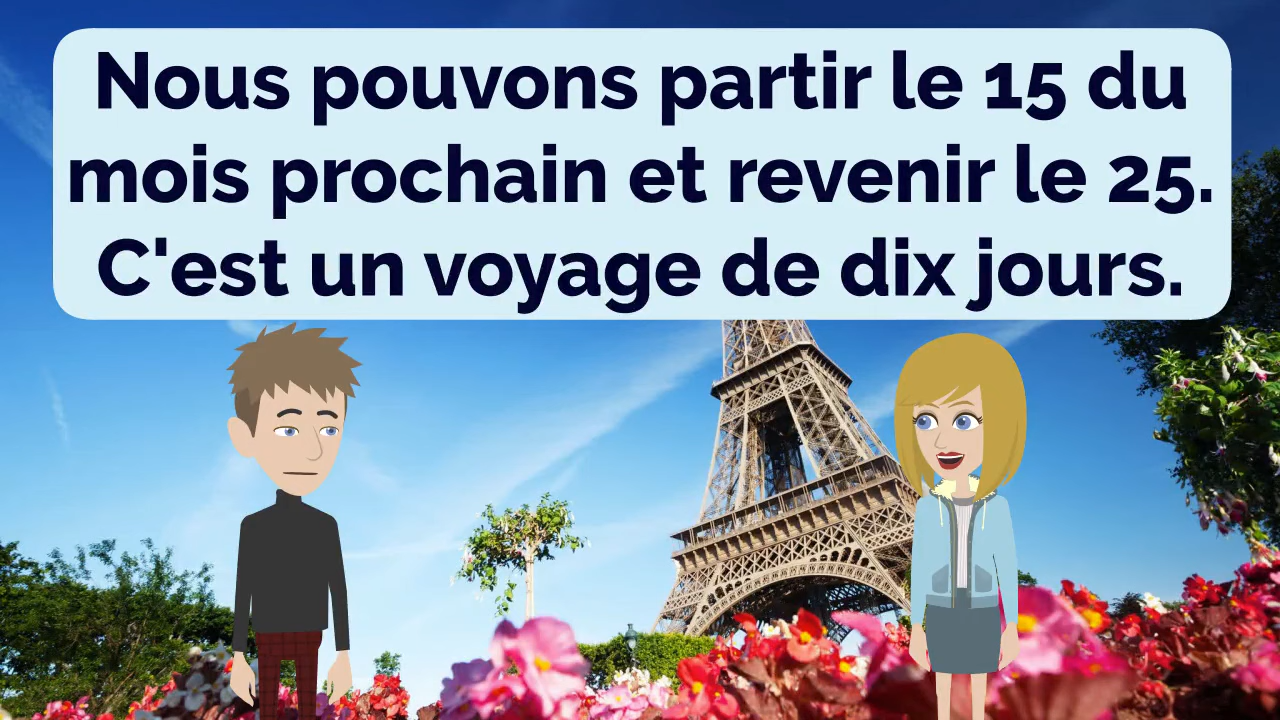 Nous pouvons partir le 15 du
mois prochain et revenir le 25.
C'est un voyage de dix jours.